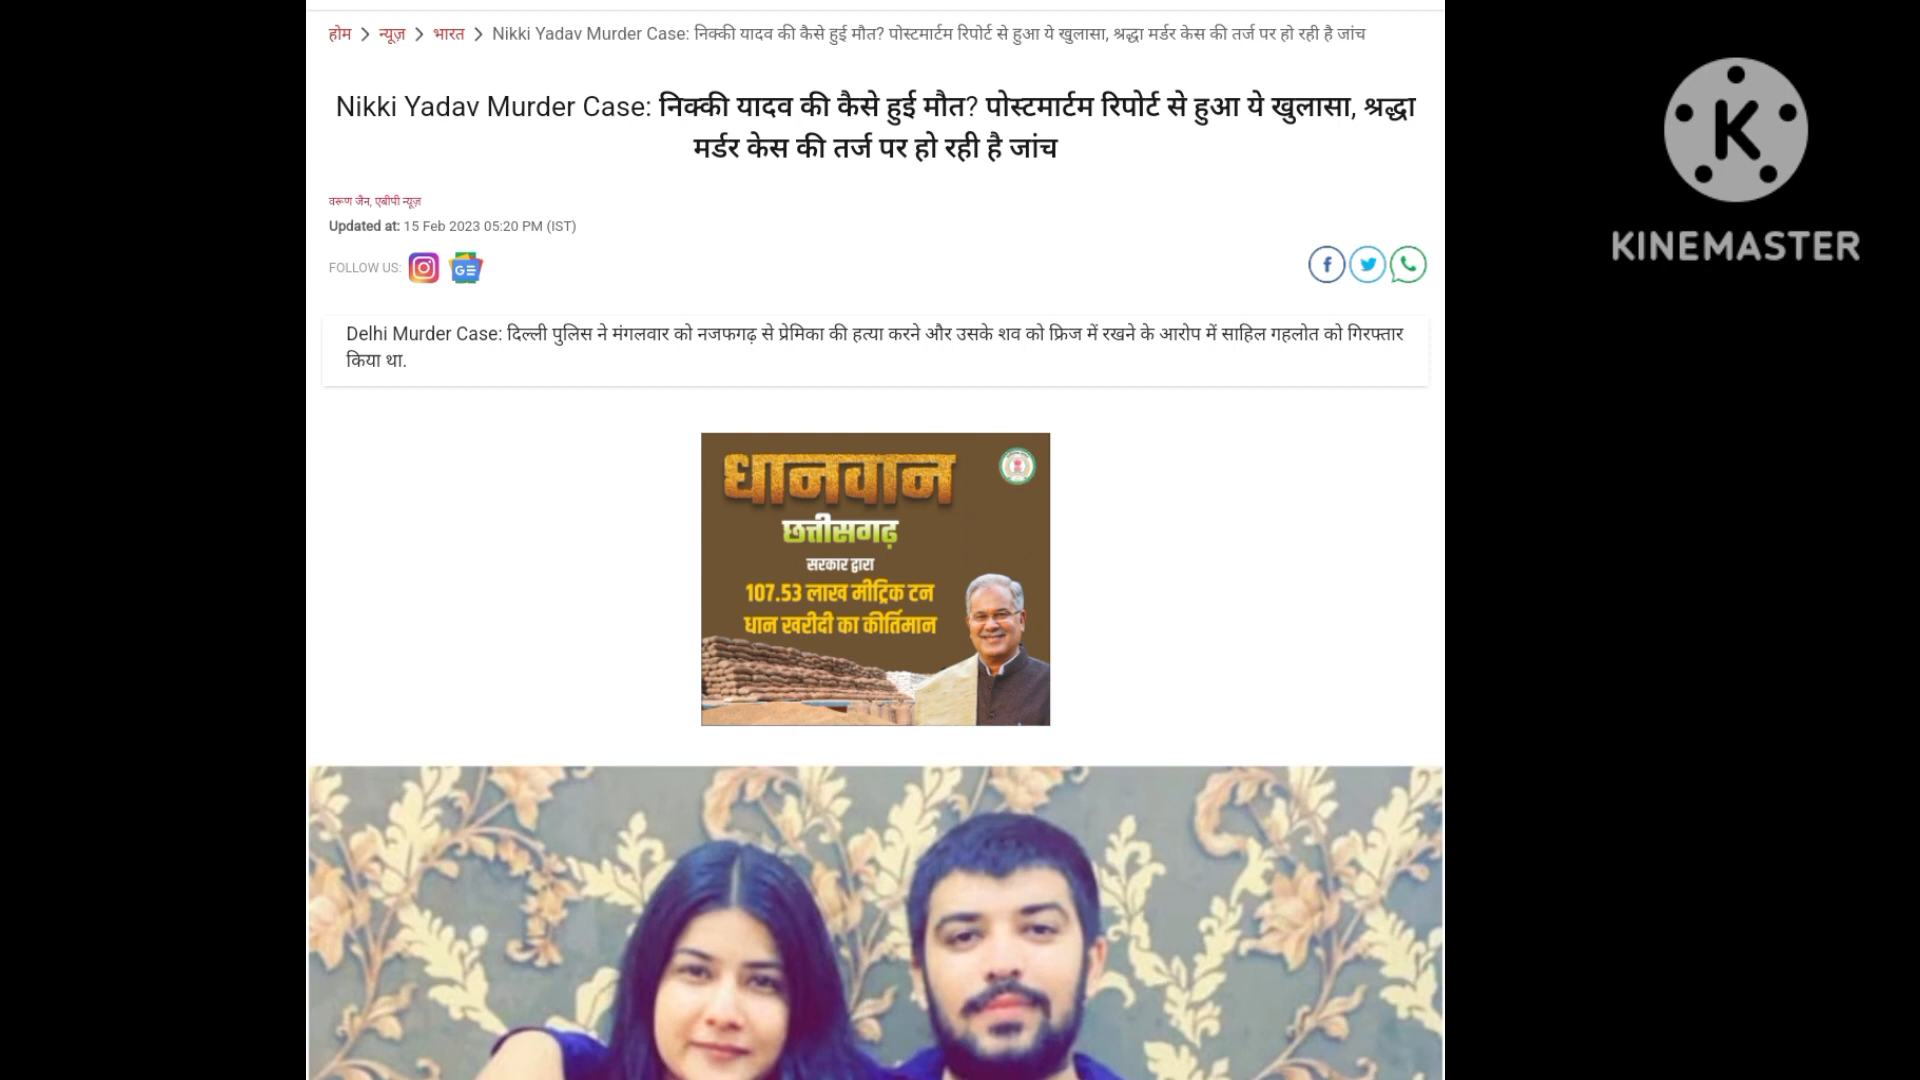 होम > न्यूज़ > भारत > Nikki Yadav Murder Case: निक्की यादव की कैसे हुई मौत? पोस्टमार्टम रिपोर्ट से हुआ ये खुलासा, श्रद्धा मर्डर केस की तर्ज पर हो रही है जांच
Nikki Yadav Murder Case: निक्की यादव की कैसे हुई मौत? पोस्टमार्टम रिपोर्ट से हुआ ये खुलासा, श्रद्धा
मर्डर केस की तर्ज पर हो रही है जांच
वरूण जैन, एबीपी न्यूज़
Updated at: 15 Feb 2023 05:20 PM (IST)
FOLLOW US:
Delhi Murder Case: दिल्ली पुलिस ने मंगलवार को नजफगढ़ से प्रेमिका की हत्या करने और उसके शव को फ्रिज में रखने के आरोप में साहिल गहलोत को गिरफ्तार
किया था.
धानवान
छत्तीसगढ़
सरकार द्वारा
107.53 लाख मीट्रिक टन
धान खरीदी का कीर्तिमान
K
KINEMASTER